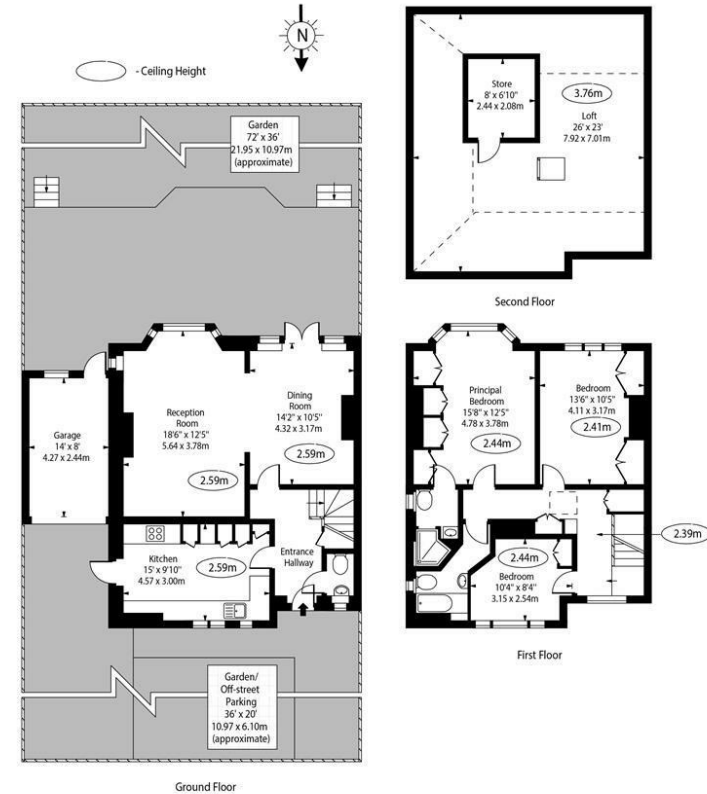 N
- Ceiling Height
Garden
72' x 36'
21.95 x 10.97m
(approximate)
Store
8' x 6'10"
2.44 x 2.08m
3.76m
Loft
26' x 23'
7.92 x 7.01m
Second Floor
Reception
Room
18'6" x 12'5"
5.64 x 3.78m
2.59m
Dining
Room
14'2" x 10'5"
4.32 x 3.17m
2.59m
Garage
14' x 8'
4.27 x 2.44m
Kitchen
15' x 9'10"
4.57 x 3.00m
2.59m
Entrance
Hallway
Garden/
Off-street
Parking
36' x 20'
10.97 x 6.10m
(approximate)
Ground Floor
Principal
Bedroom
15'8" x 12'5"
4.78 x 3.78m
2.44m
Bedroom
13'6" x 10'5"
4.11 x 3.17m
2.41m
2.39m
2.44m
Bedroom
10'4" x 8'4"
3.15 x 2.54m
First Floor